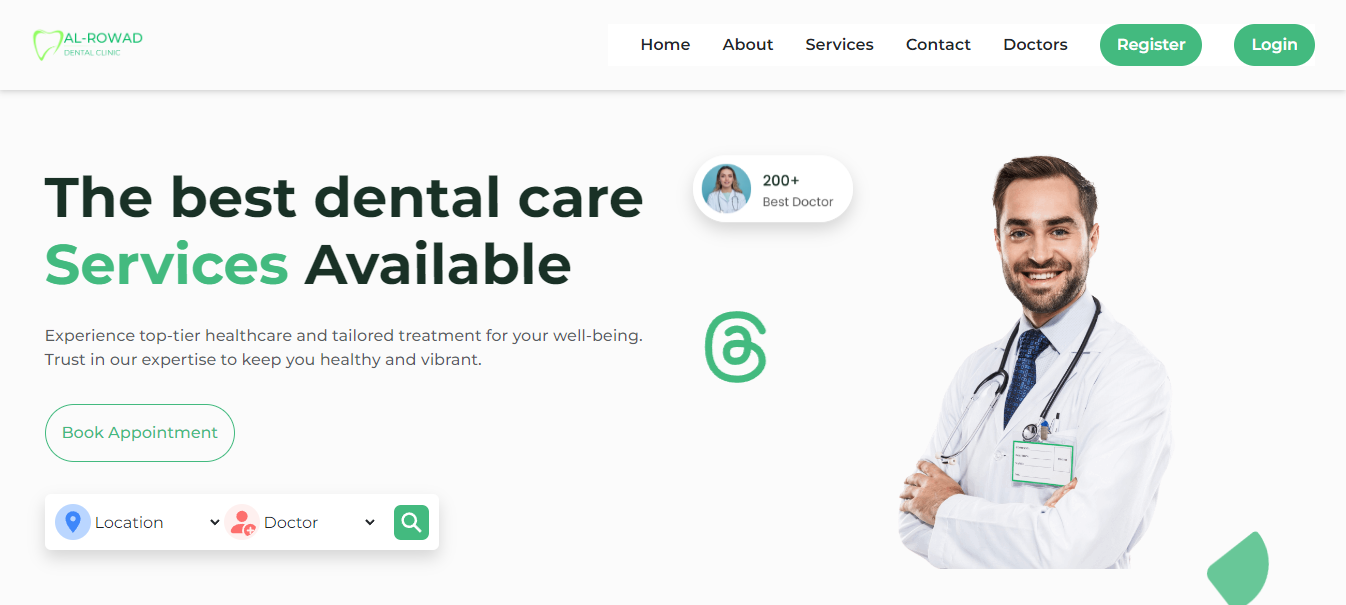 AL-ROWAD
DENTAL CLINIC
Home
About
Services
Contact
Doctors
Register
Login
The best dental care
Services Available
200+
Best Doctor
Experience top-tier healthcare and tailored treatment for your well-being.
Trust in our expertise to keep you healthy and vibrant.
Book Appointment
Location
Doctor